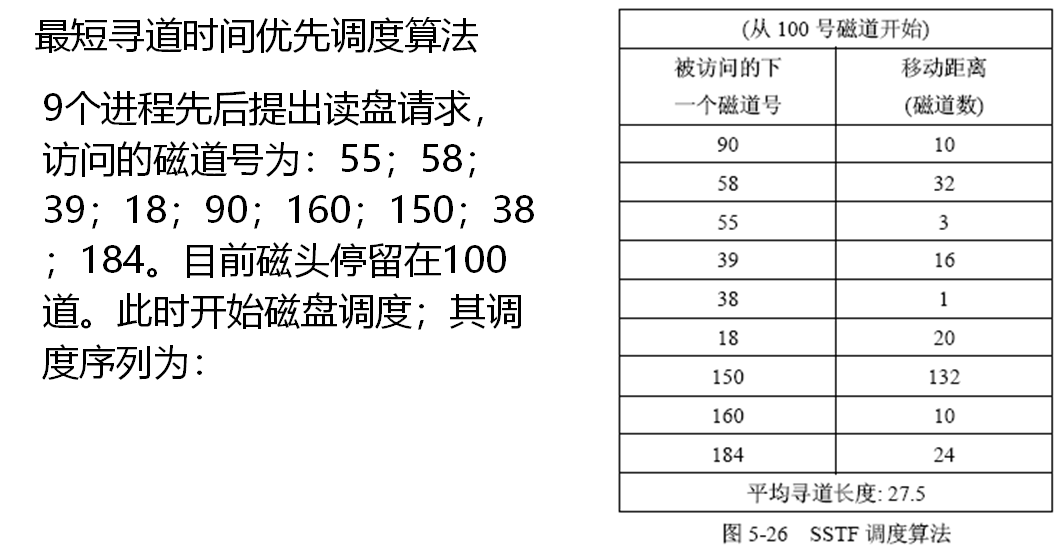 最短寻道时间优先调度算法
9个进程先后提出读盘请求，
访问的磁道号为：55；58；
39；18；90；160；150；38
；184。目前磁头停留在100
道。此时开始磁盘调度；其调
度序列为：
(从 100 号磁道开始)
被访问的下
一个磁道号
移动距离
(磁道数)
90 10
58 32
55 3
39 16
38 1
18 20
150 132
160 10
184 24
平均寻道长度: 27.5
图 5-26 SSTF 调度算法